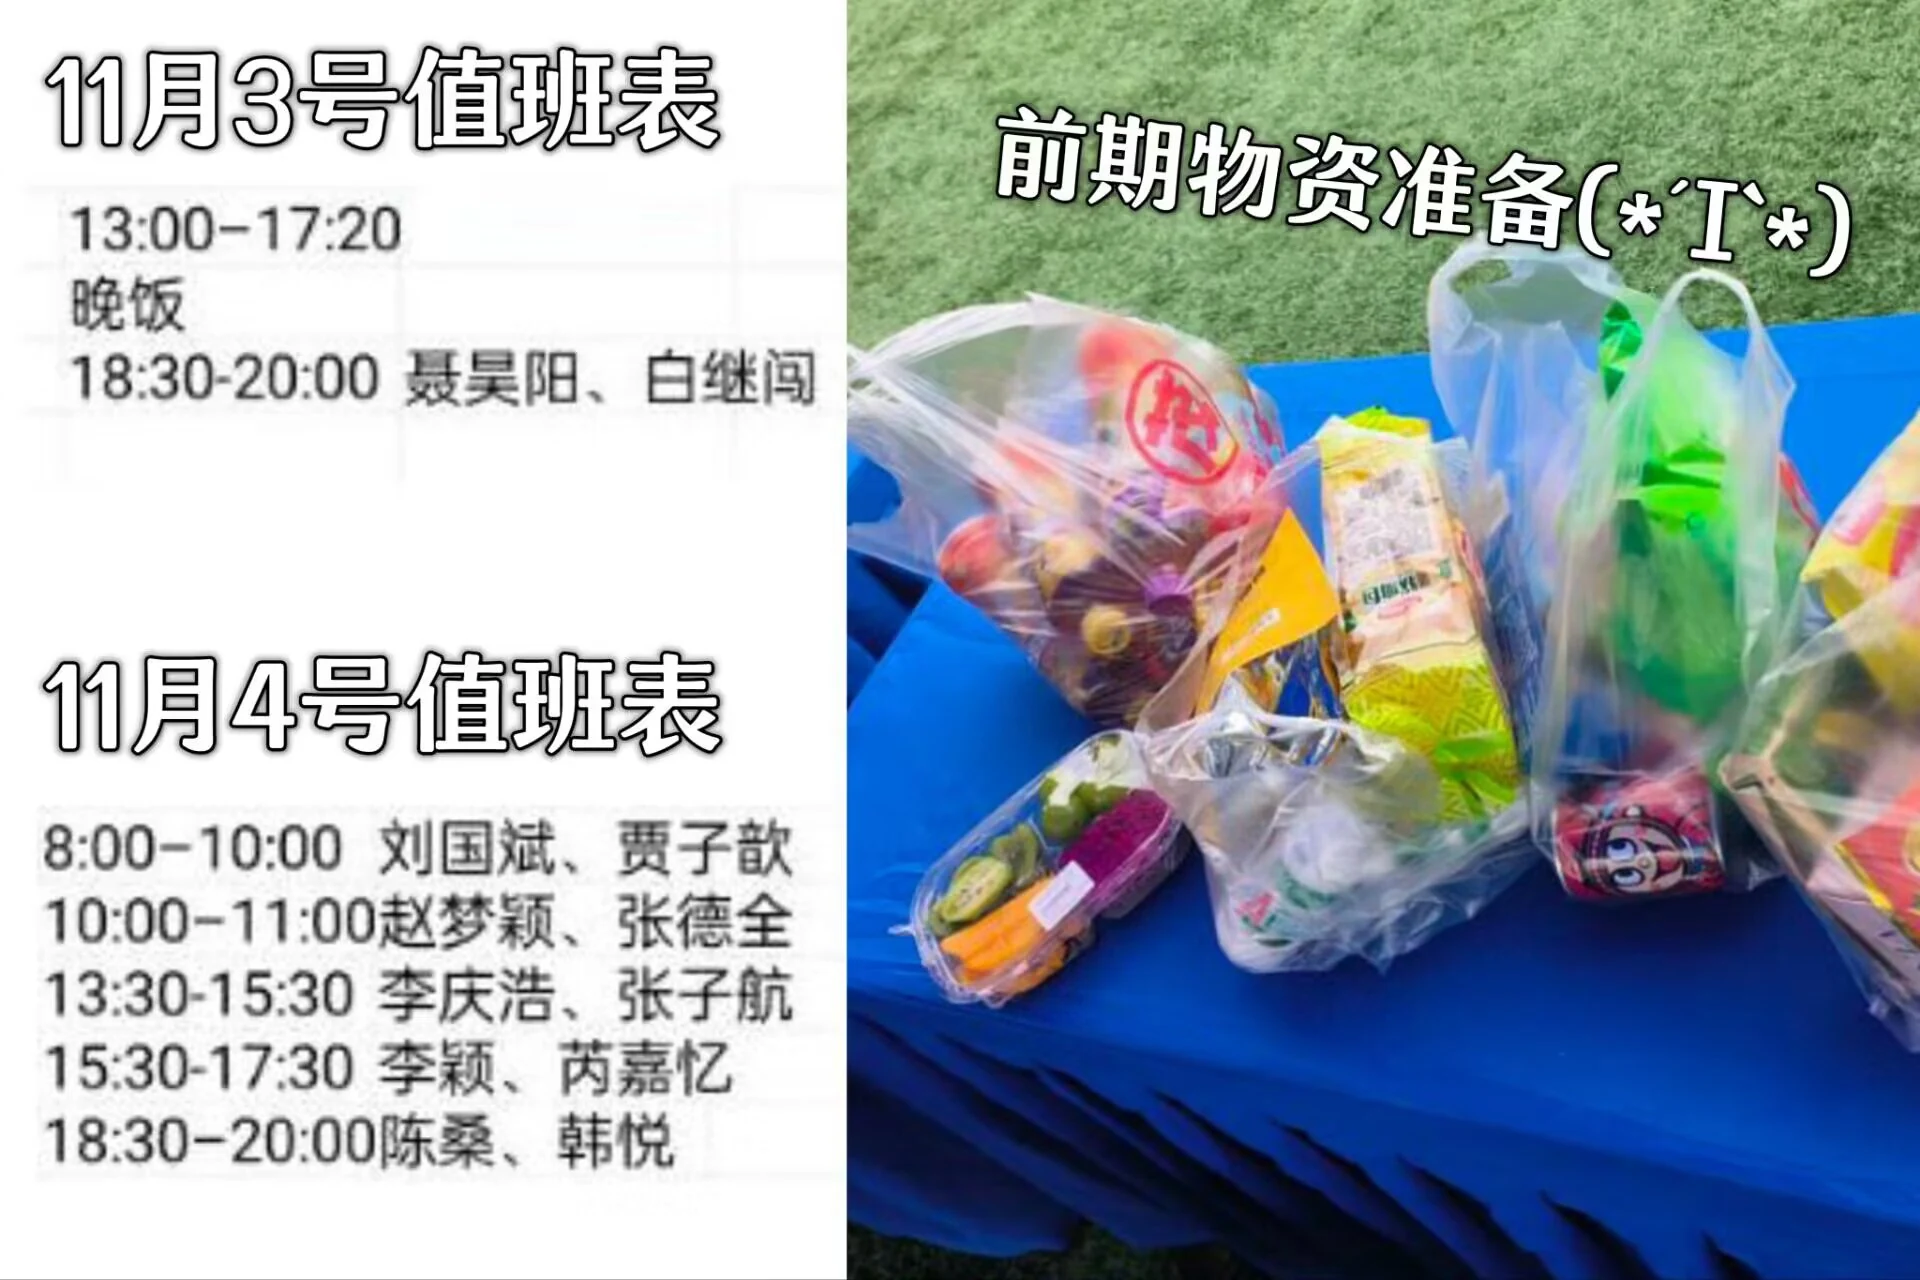 11月3号值班表
13:00-17:20
晚饭
18:30-20:00 聂昊阳、白继闯
11月4号值班表
8:00-10:00 刘国斌、贾子歆
10:00-11:00赵梦颖、张德全
13:30-15:30 李庆浩、张子航
15:30-17:30 李颖、芮嘉忆
18:30-20:00陈桑、韩悦
前期物资准备(*´I`*)